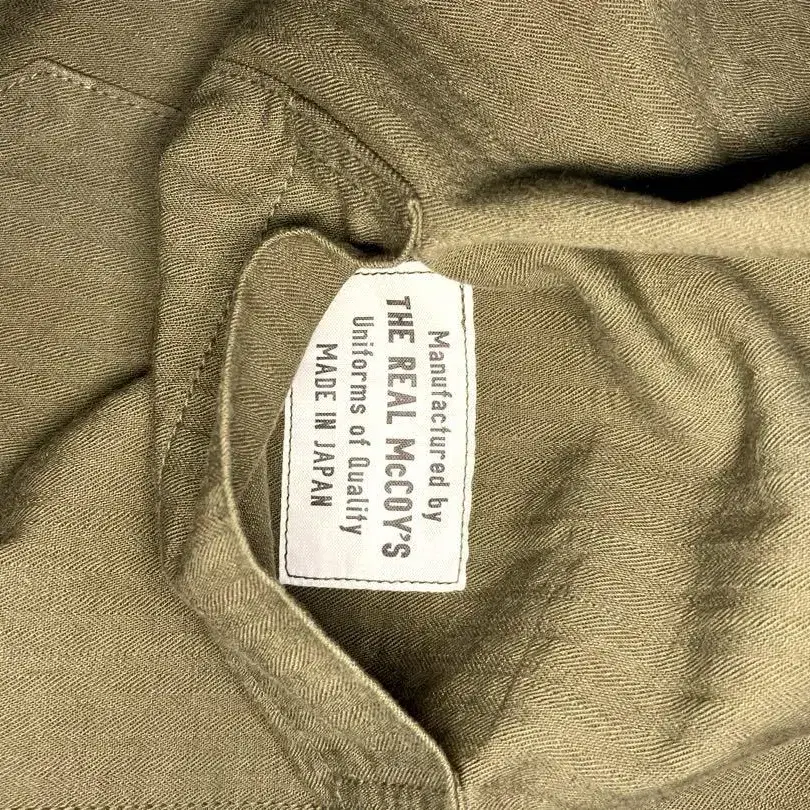 Manufactured by
THE REAL McCOY'S
Uniforms of Quality
MADE IN JAPAN